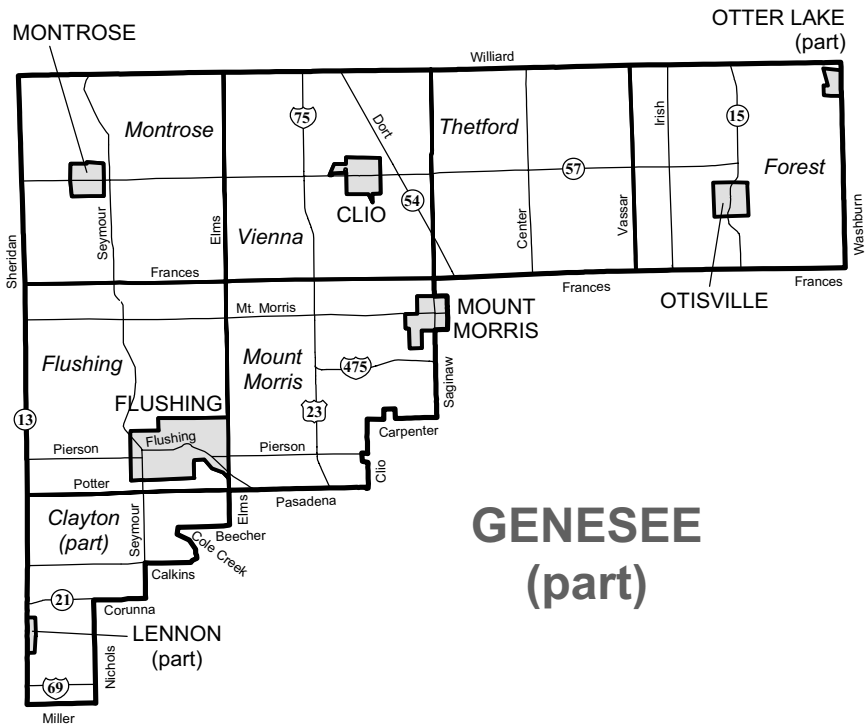 OTTER LAKE
(part)
MONTROSE
Williard
75
Dort
Irish
15
Montrose
Thetford
57
Forest
Seymour
Elms
54
CLIO
Center
Vassar
Washburn
Sheridan
Vienna
Frances
Frances
Frances
OTISVILLE
Mt. Morris
MOUNT
MORRIS
Flushing
Mount
Morris
475
Saginaw
FLUSHING
13
23
Carpenter
Flushing
Pierson
Pierson
Clio
Potter
Pasadena
Elms
Clayton
(part)
Seymour
Beecher
Cole Creek
GENESEE
(part)
Calkins
21
Corunna
LENNON
(part)
Nichols
69
Miller